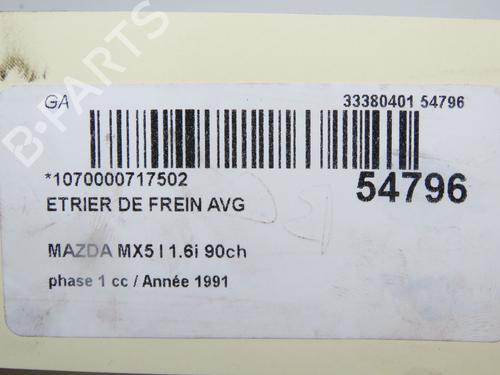 GA
33380401 54796
*1070000717502
54796
ETRIER DE FREIN AVG
MAZDA MX5 I 1.6i 90ch
phase 1 cc / Année 1991
B-PARTS